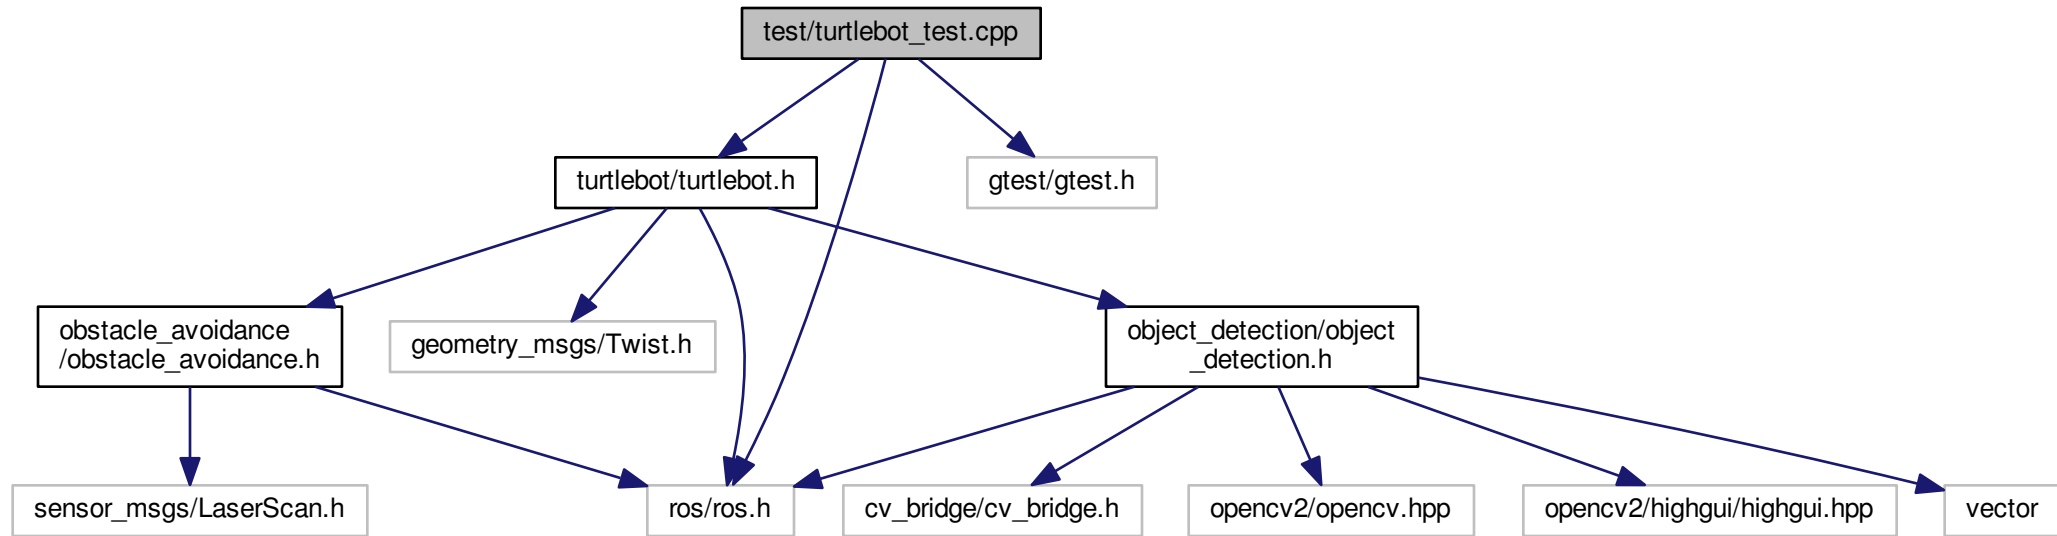 test/turtlebot_test.cpp
turtlebot/turtlebot.h
gtest/gtest.h
obstacle_avoidance
/obstacle_avoidance.h
geometry_msgs/Twist.h
object_detection/object
_detection.h
sensor_msgs/LaserScan.h
ros/ros.h
cv_bridge/cv_bridge.h
opencv2/opencv.hpp
opencv2/highgui/highgui.hpp
vector